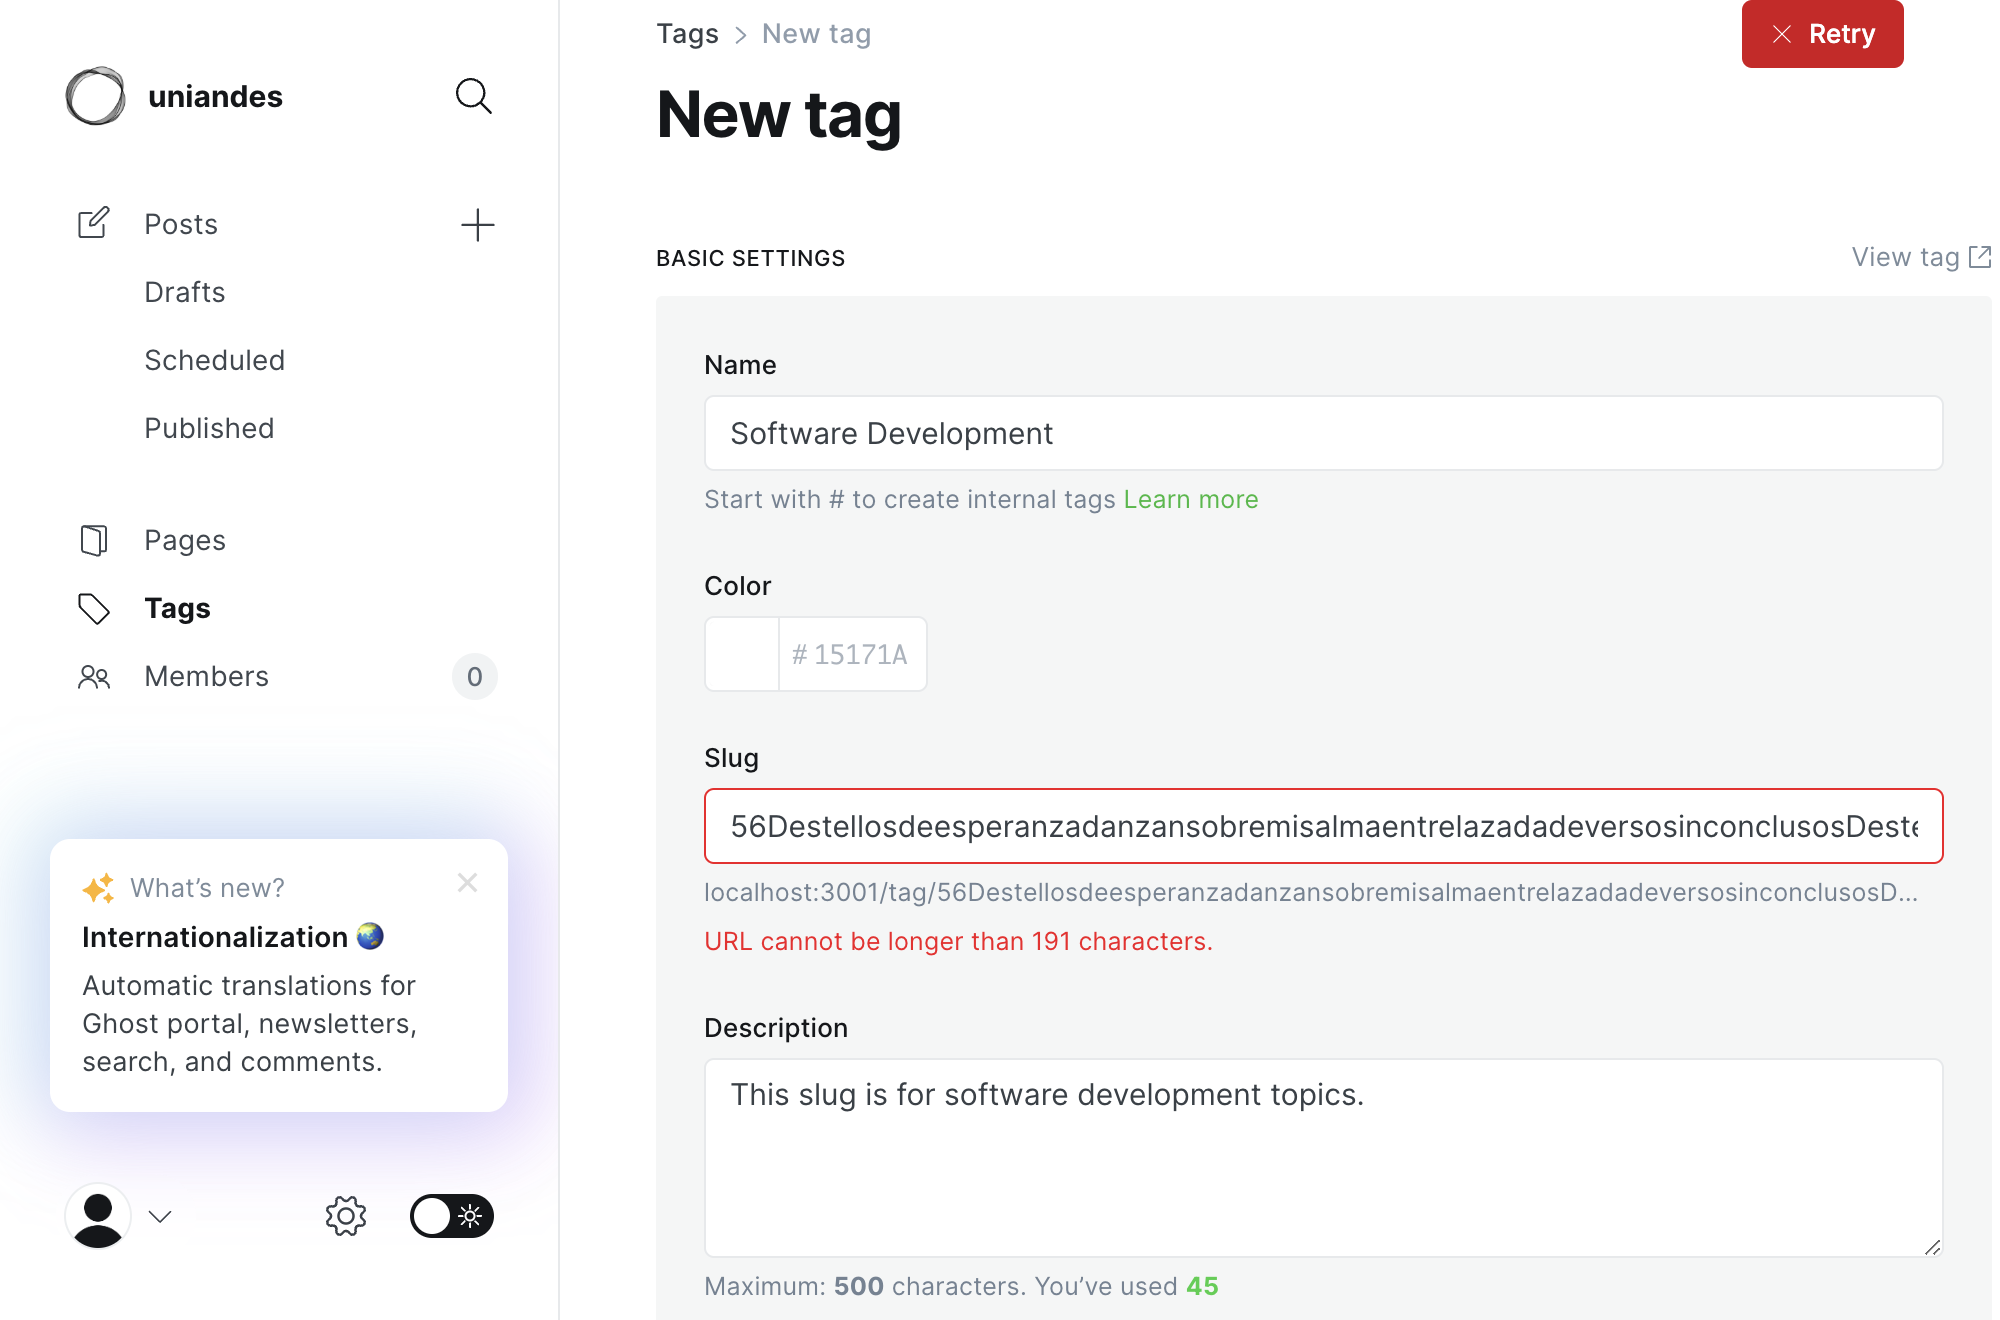 uniandes
Posts
Drafts
Scheduled
Published
Pages
Tags
Members
0
What's new?
Internationalization
Automatic translations for
Ghost portal, newsletters,
search, and comments.
Tags > New tag
Retry
New tag
BASIC SETTINGS
View tag
Name
Software Development
Start with # to create internal tags Learn more
Color
# 15171A
Slug
56DestellosdeesperanzadanzansobremisalmaentrelazadadeversosinconclusosDeste
localhost:3001/tag/56DestellosdeesperanzadanzansobremisalmaentrelazadadeversosinconclusosD...
URL cannot be longer than 191 characters.
Description
This slug is for software development topics.
Maximum: 500 characters. You've used 45